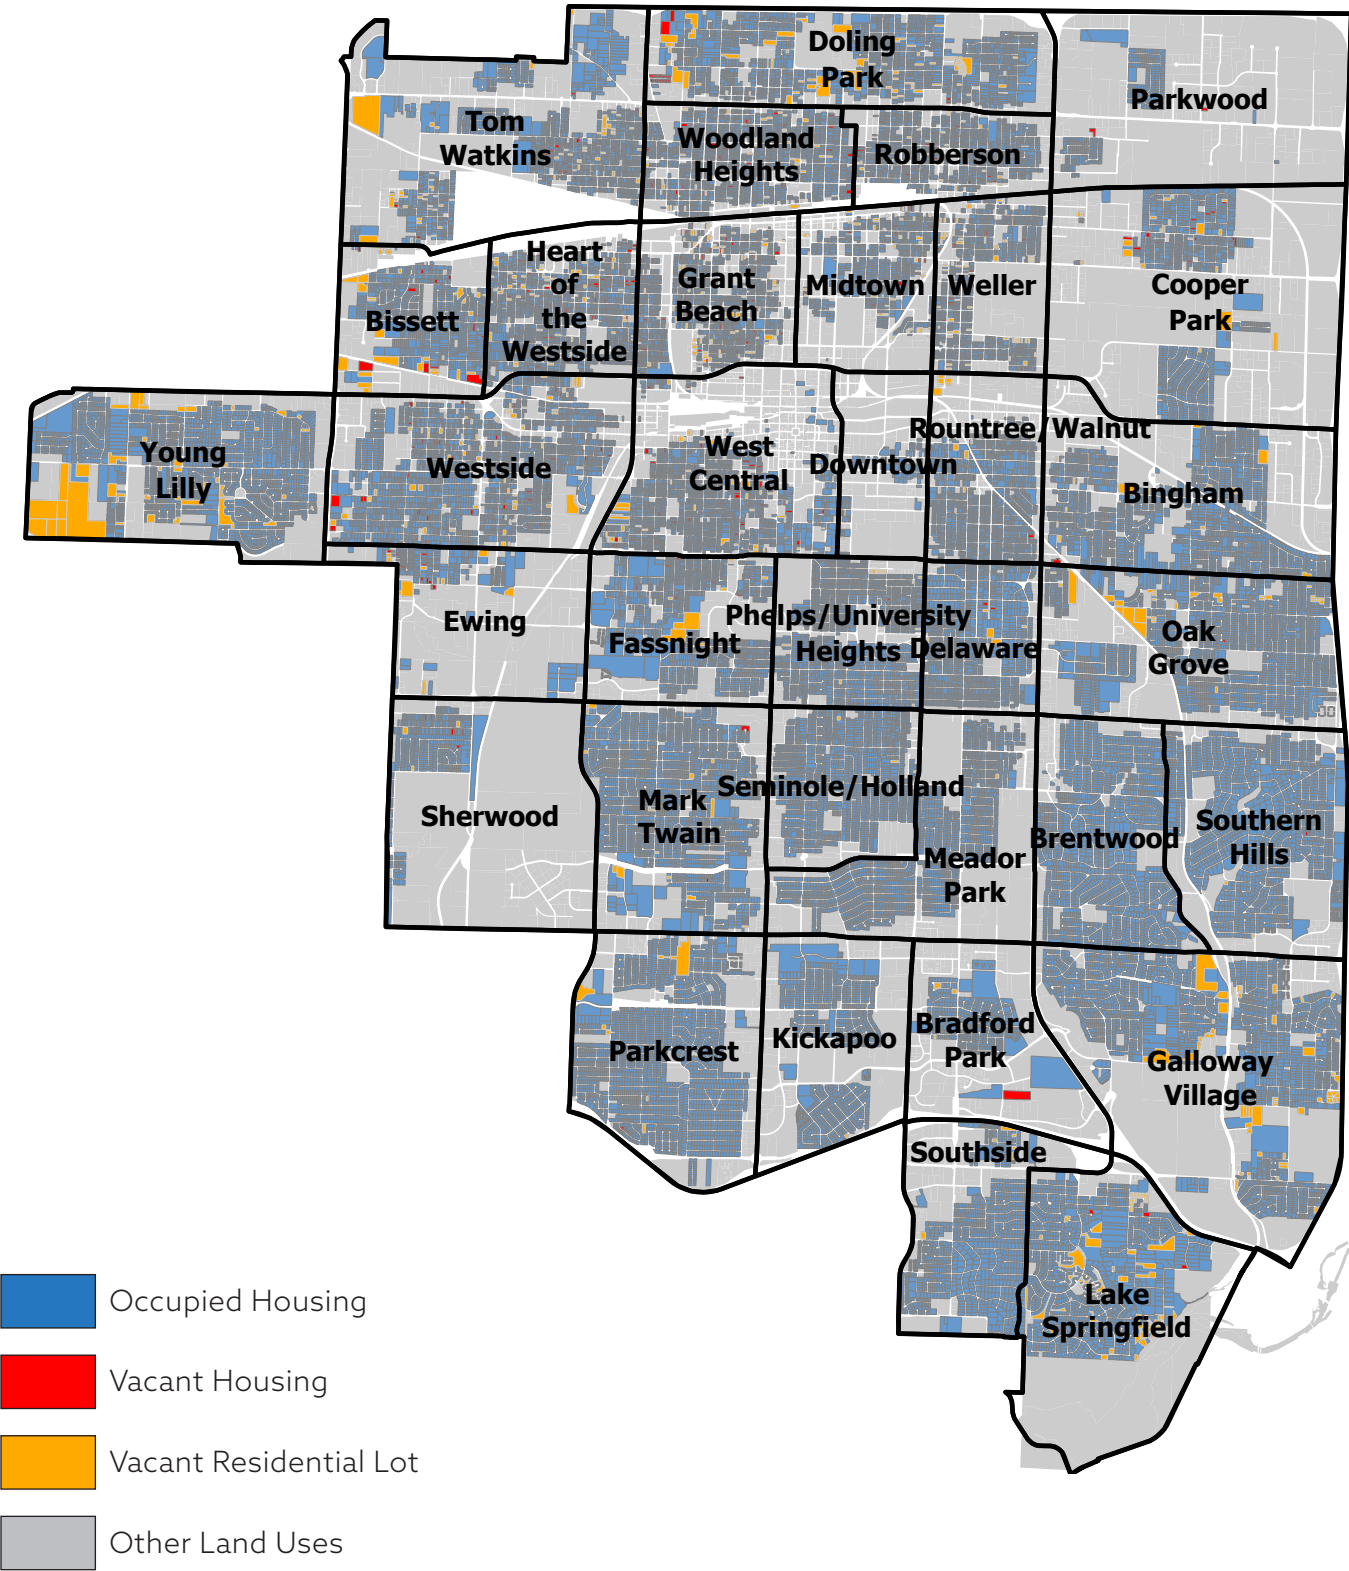 Doling
Park
Parkwood
Tom
Watkins
Woodland
Heights
Robberson
Heart
of
the
Westside
Grant
Beach
Midtown
Weller
Cooper
Park
Bissett
Young
Lilly
Westside
West
Central
Downtown
Rountree/Walnut
Bingham
Ewing
Fassnight
Phelps/University
Heights
Delaware
Oak
Grove
Sherwood
Mark
Twain
Seminole/Holland
Meador
Park
Brentwood
Southern
Hills
Parkcrest
Kickapoo
Bradford
Park
Galloway
Village
Southside
Lake
Springfield
Occupied Housing
Vacant Housing
Vacant Residential Lot
Other Land Uses